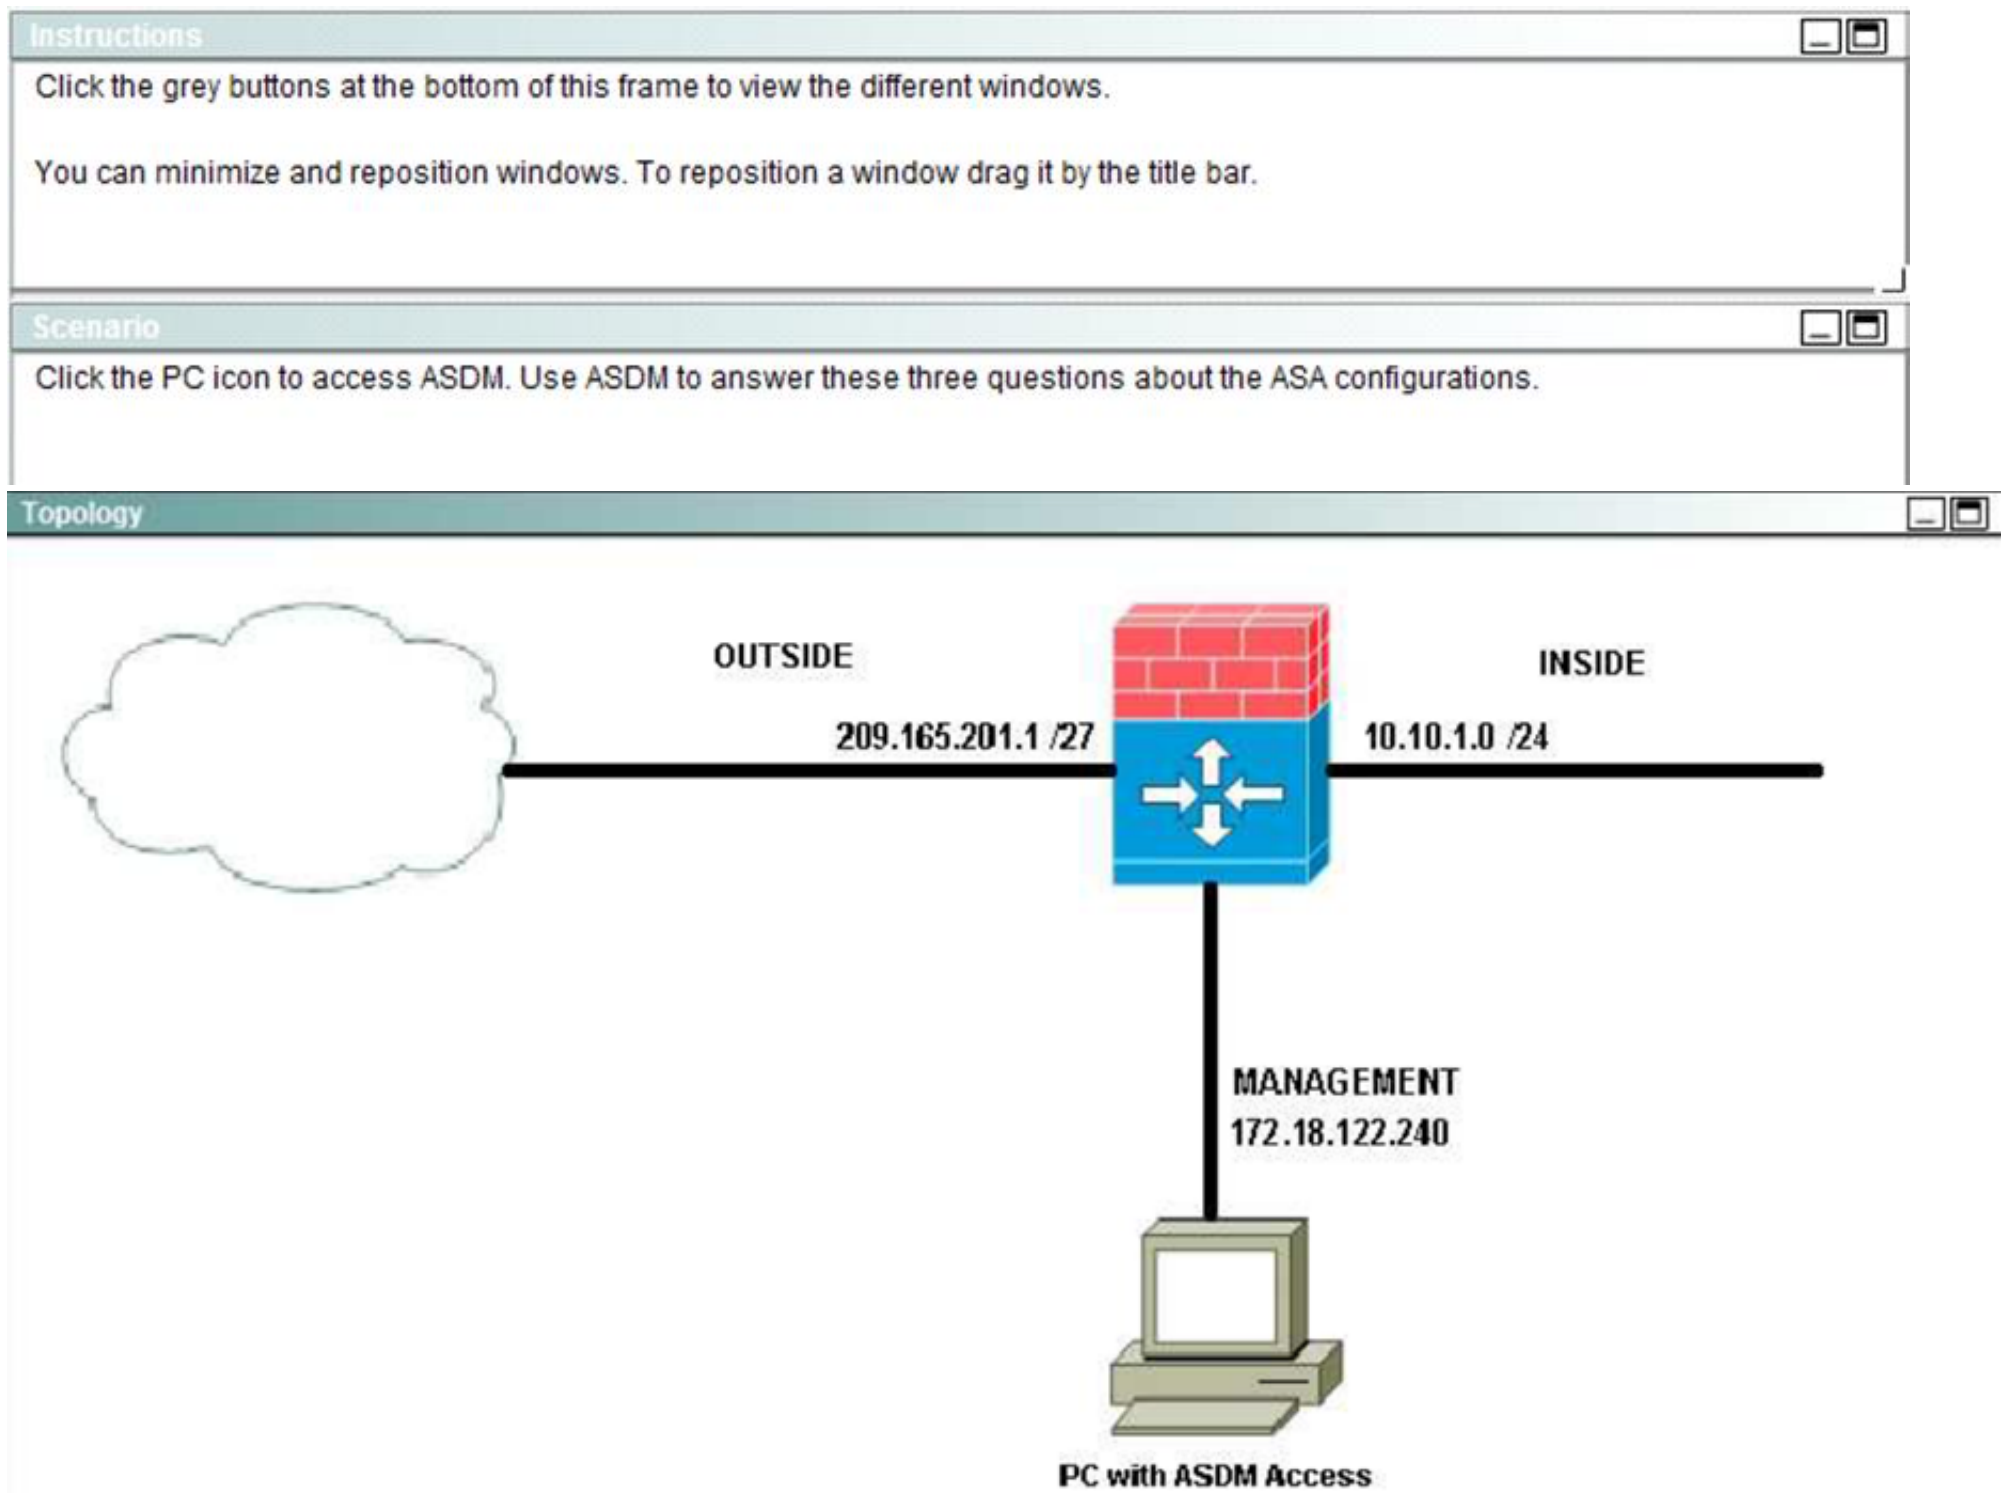 Instructions
Click the grey buttons at the bottom of this frame to view the different windows.
You can minimize and reposition windows. To reposition a window drag it by the title bar.
Scenario
Click the PC icon to access ASDM. Use ASDM to answer these three questions about the ASA configurations.
Topology
OUTSIDE
INSIDE
209.165.201.1 /27
10.10.1.0 /24
MANAGEMENT
172.18.122.240
PC with ASDM Access